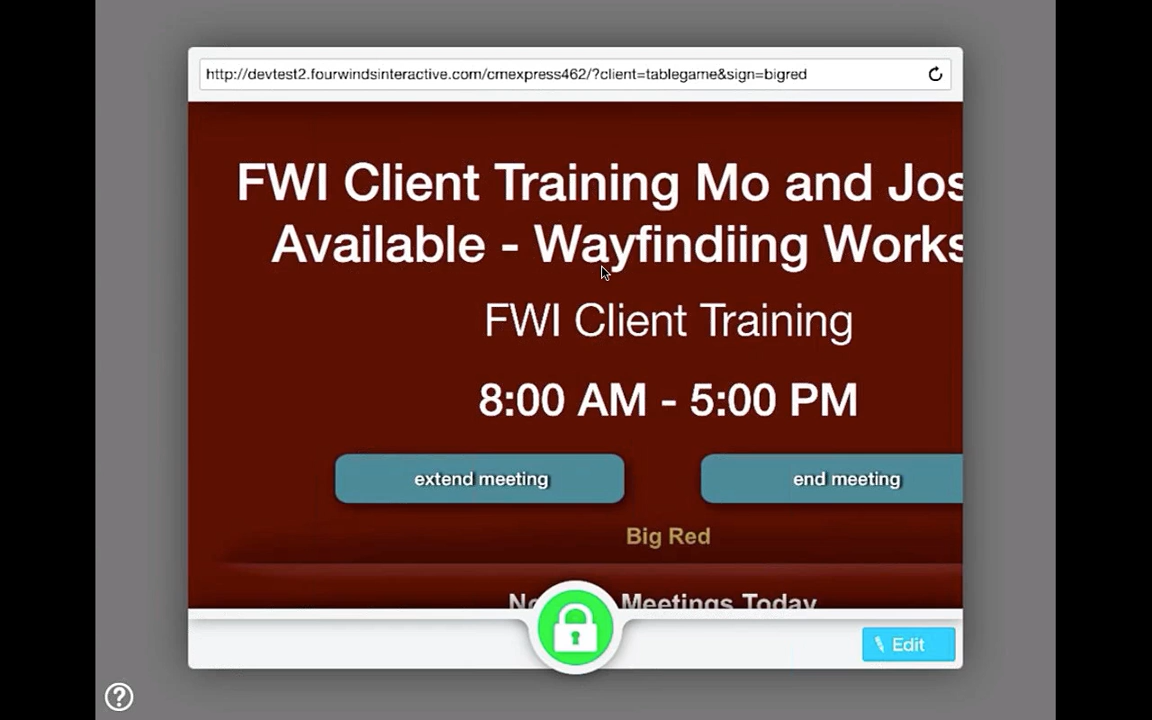 http://devtest2.fourwindsinteractive.com/cmexpress462/?client=tablegame&sign=bigred
FWI Client Training Mo and Jos
Available - Wayfindiing Works
FWI Client Training
8:00 AM - 5:00 PM
extend meeting
end meeting
Big Red
Meetings Today
Edit
?